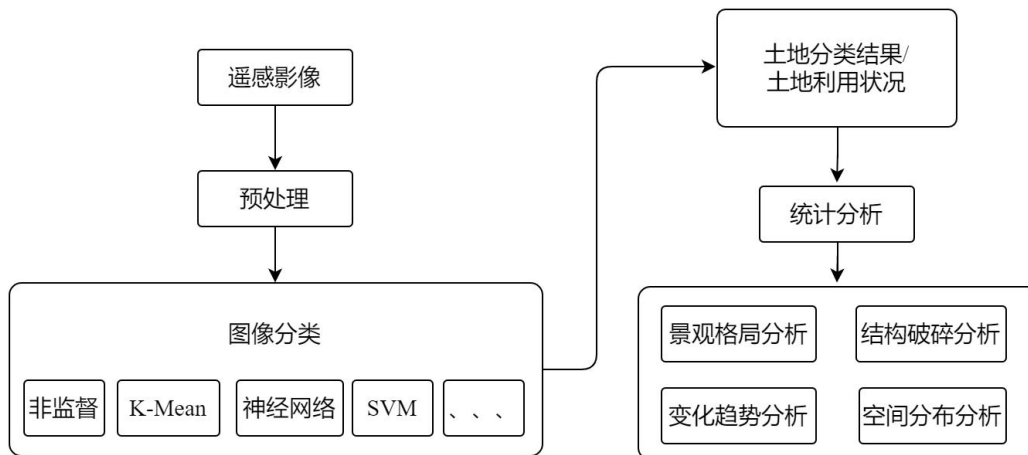 遥感影像
预处理
图像分类
非监督
K-Mean
神经网络
SVM
、、、
土地分类结果/
土地利用状况
统计分析
景观格局分析
结构破碎分析
变化趋势分析
空间分布分析